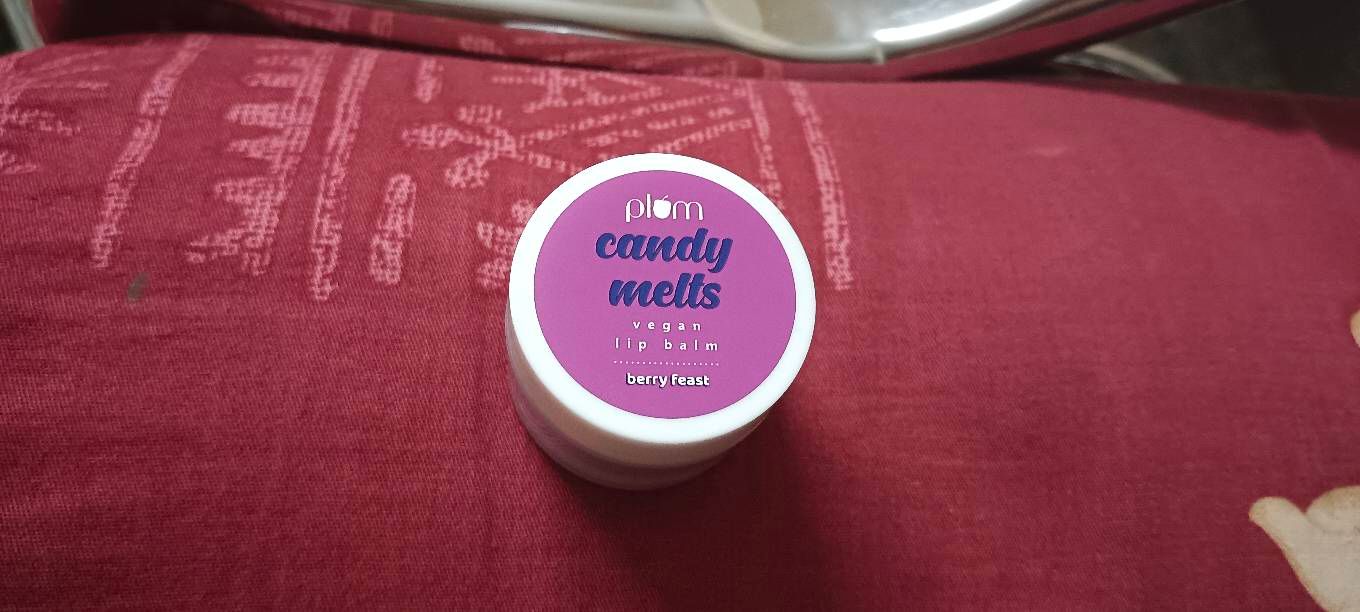 plum
candy
melts
vegan
lip balm
berry feast